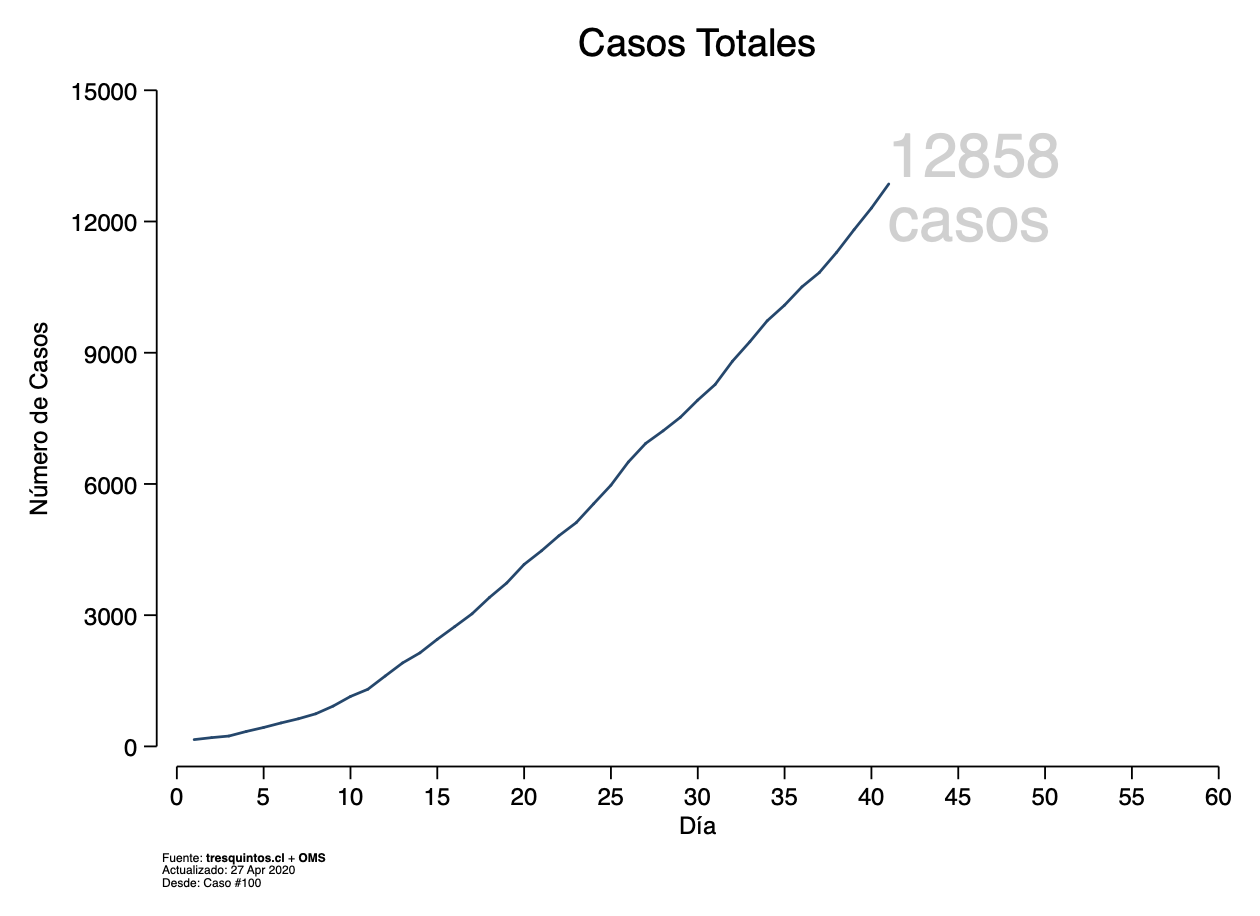 Casos Totales
15000
12858
casos
12000
9000
Número de Casos
6000
3000
0
0 5 10 15 20 25 30 35 40 45 50 55 60
Día
Fuente: tresquintos.cl + OMS
Actualizado: 27 Apr 2020
Desde: Caso #100